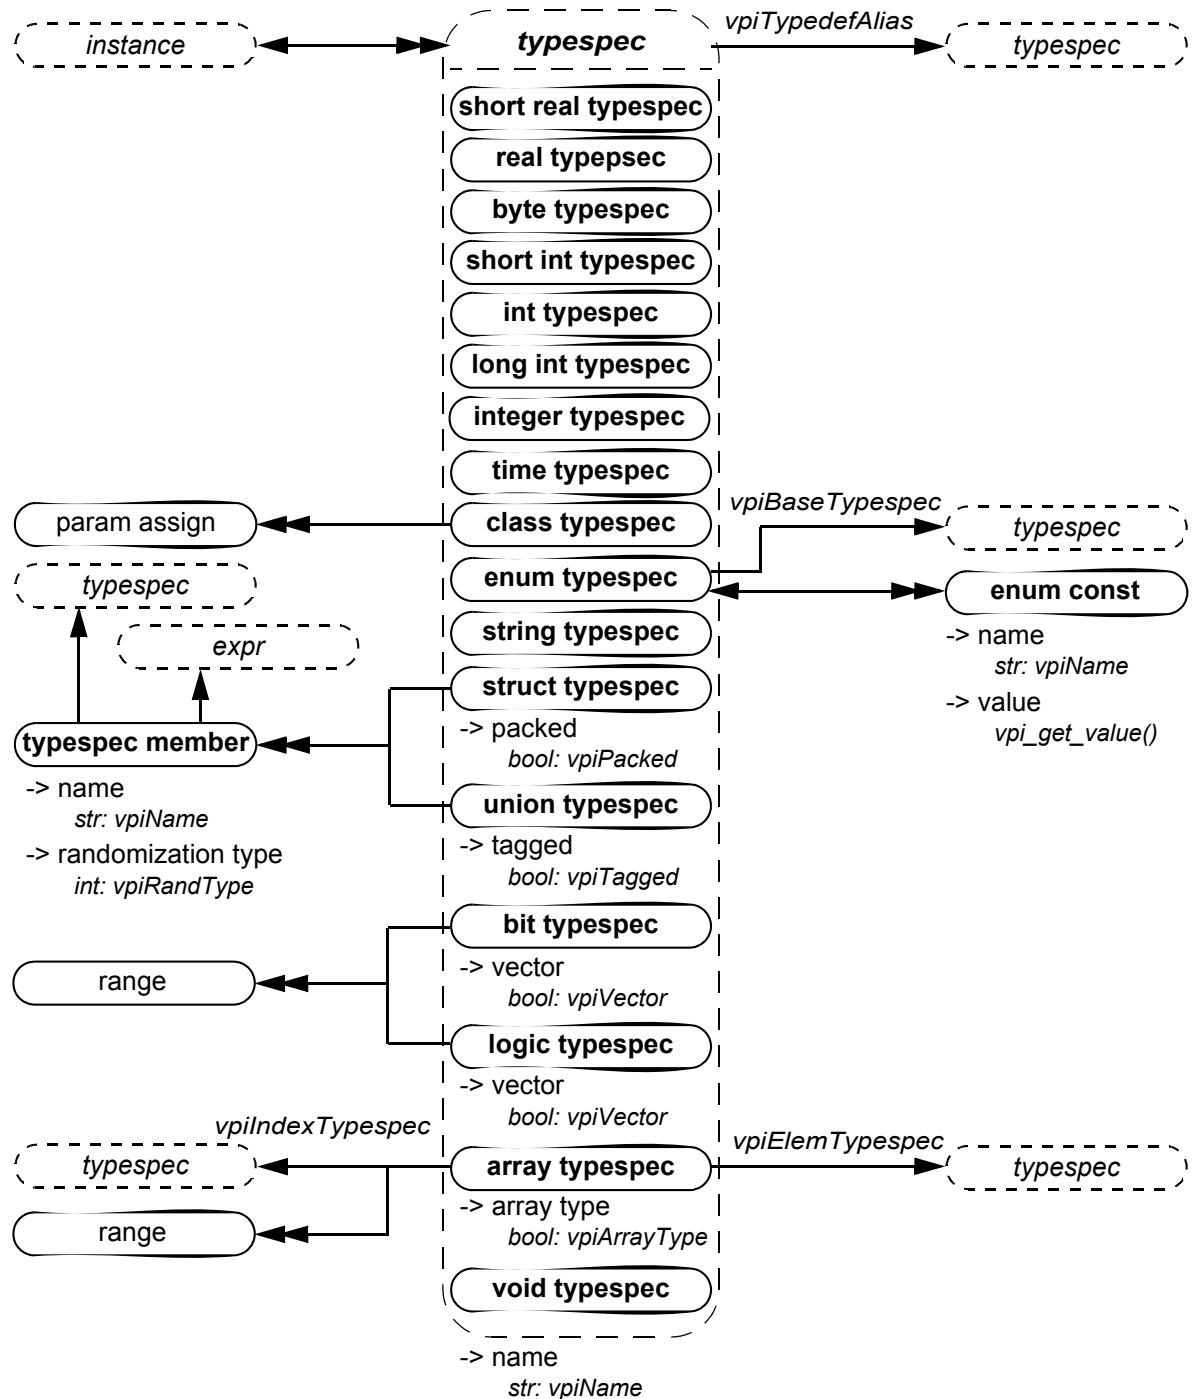 instance
typespec
vpiTypedefAlias
typespec
short real typespec
real typepsec
byte typespec
short int typespec
int typespec
long int typespec
integer typespec
time typespec
param assign
class typespec
vpiBaseTypespec
typespec
typespec
enum typespec
enum const
-> name
str: vpiName
-> value
vpi_get_value()
expr
string typespec
struct typespec
-> packed
bool: vpiPacked
typespec member
-> name
str: vpiName
-> randomization type
int: vpiRandType
union typespec
-> tagged
bool: vpiTagged
bit typespec
-> vector
bool: vpiVector
range
logic typespec
-> vector
bool: vpiVector
vpiIndexTypespec
typespec
array typespec
vpiElemTypespec
typespec
-> array type
bool: vpiArrayType
range
void typespec
-> name
str: vpiName